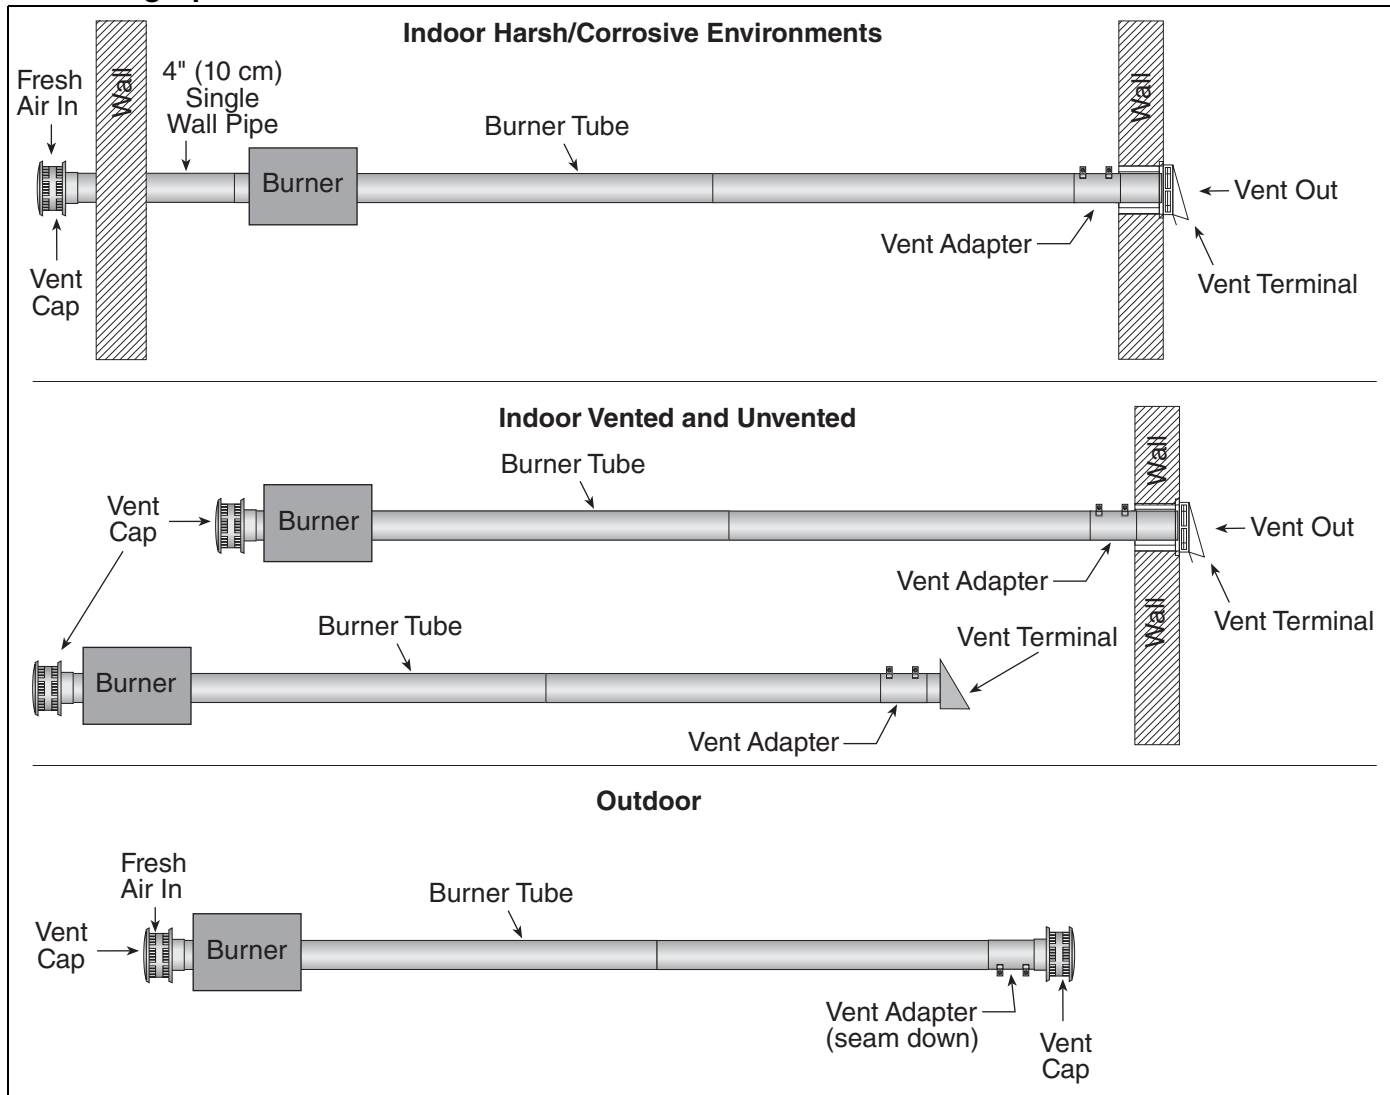 Indoor Harsh/Corrosive Environments
Fresh
Air In
Wall
4" (10 cm)
Single
Wall Pipe
Burner Tube
Wall
Burner
Vent Out
Vent Adapter
Vent
Cap
Vent Terminal
Indoor Vented and Unvented
Burner Tube
Wall
Vent
Cap
Burner
Vent Out
Vent Adapter
Wall
Vent Terminal
Burner Tube
Vent Terminal
Burner
Vent Adapter
Outdoor
Fresh
Air In
Burner Tube
Vent
Cap
Burner
Vent Adapter
(seam down)
Vent
Cap